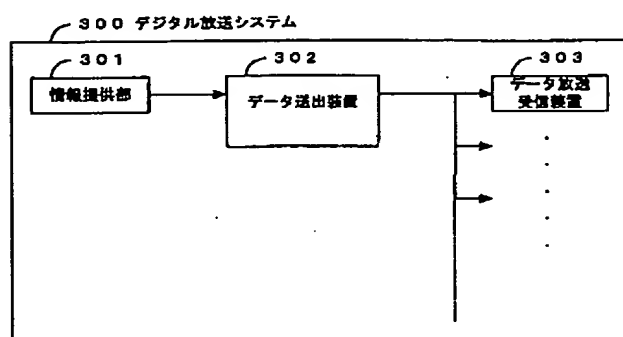 300 デジタル放送システム
301
302
303
情報提供部
データ送出装置
データ放送
受信装置